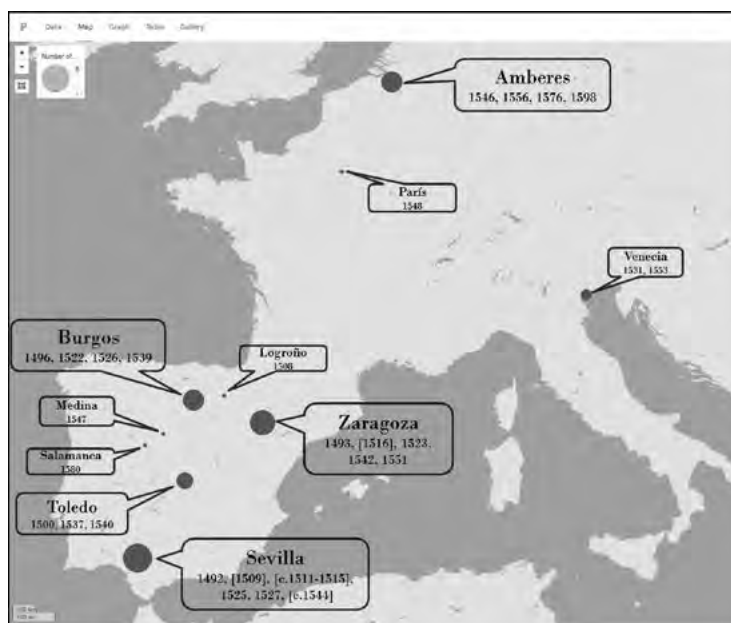 P Data Map Graph Table Gallery
Number of...
Amberes
1546, 1556, 1576, 1598
París
1548
Venecia
1531, 1553
Burgos
1496, 1522, 1526, 1539
Logroño
1508
Medina
1547
Zaragoza
1493, [1516], 1523,
1542, 1551
Salamanca
1580
Toledo
1500, 1537, 1540
Sevilla
1492, [1509], [c.1511-1515],
1525, 1527, [c.1544]